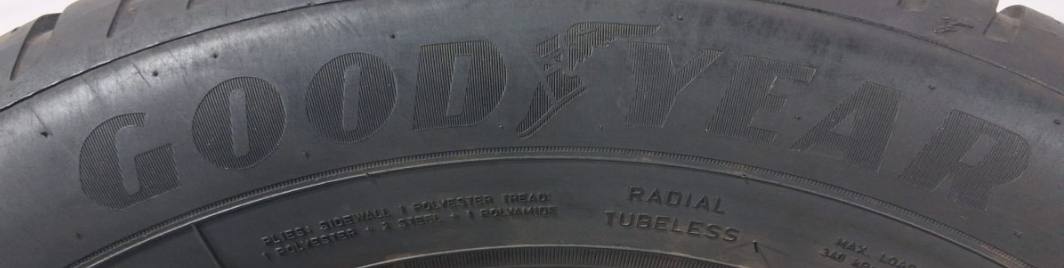 GOODYEAR
PLIES: SIDEWALL 1 POLYESTER TREAD:
1 POLYESTER + 2 STEEL + 1 POLYAMIDE
RADIAL
TUBELESS
MAX. LOAD